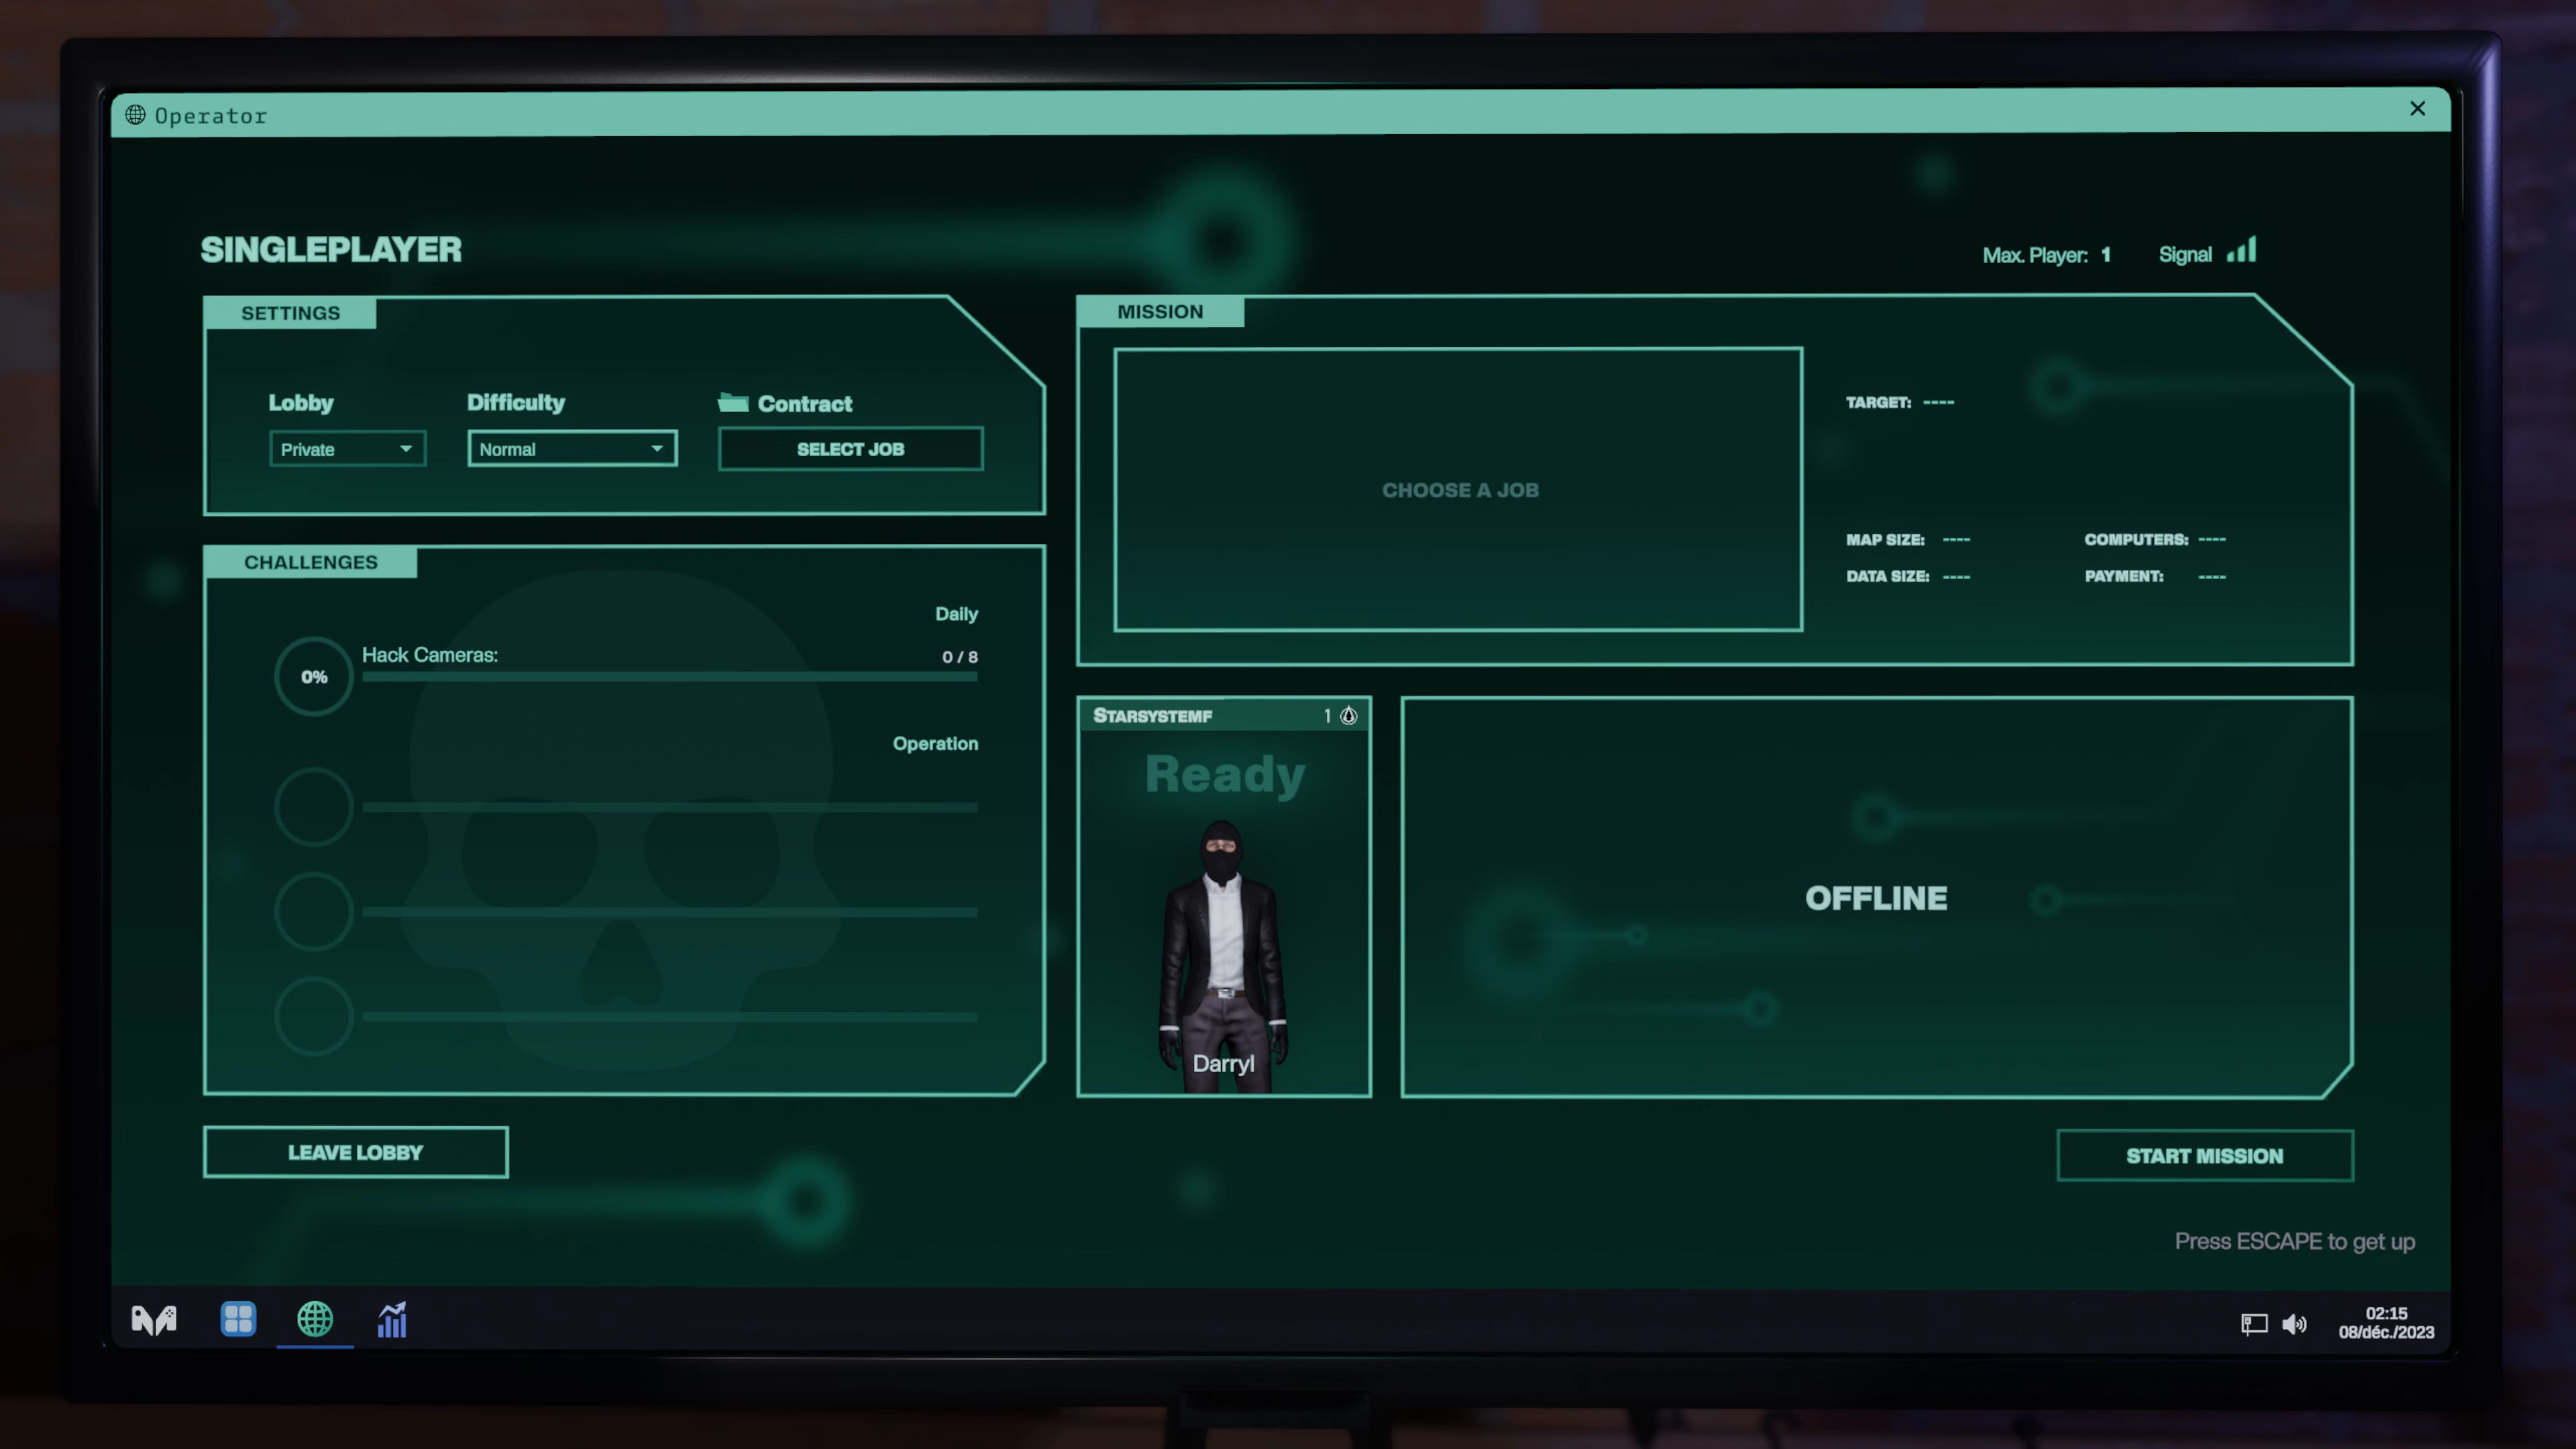 Operator
SINGLEPLAYER
Max. Player: 1
Signal
SETTINGS
Lobby
Private
Difficulty
Normal
Contract
SELECT JOB
MISSION
CHOOSE A JOB
TARGET: ----
MAP SIZE: ----
COMPUTERS: ----
DATA SIZE: ----
PAYMENT: ----
CHALLENGES
Daily
0%
Hack Cameras:
0 / 8
Operation
STARSYSTEMF
1
Ready
Darryl
OFFLINE
LEAVE LOBBY
START MISSION
Press ESCAPE to get up
02:15
08/déc./2023